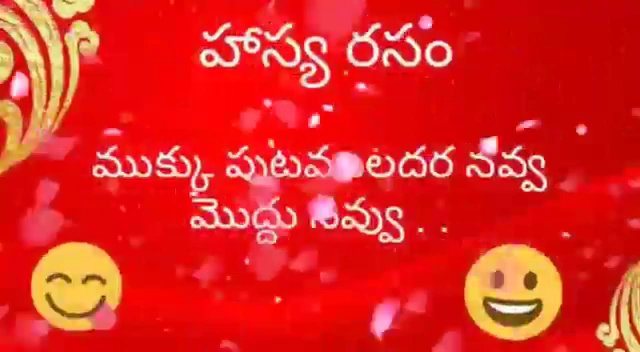 హాస్య రసం
ముక్కు నవ్వ
మొద్దు నవ్వు . .